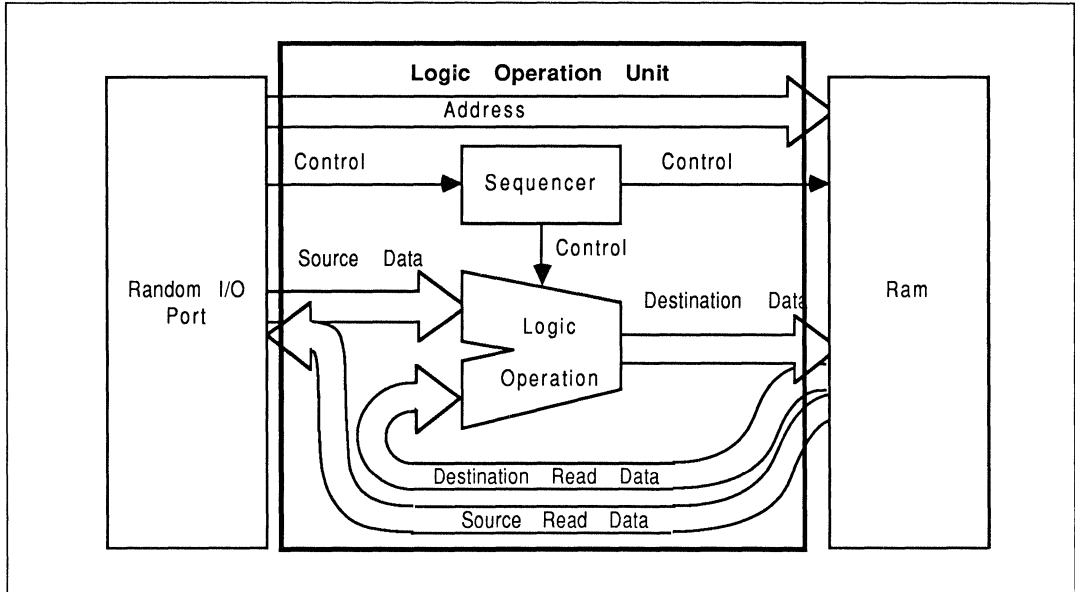 Logic Operation Unit
Address
Control
Sequencer
Control
Control
Source Data
Random I/O
Port
Logic
Operation
Destination Data
Ram
Destination Read Data
Source Read Data